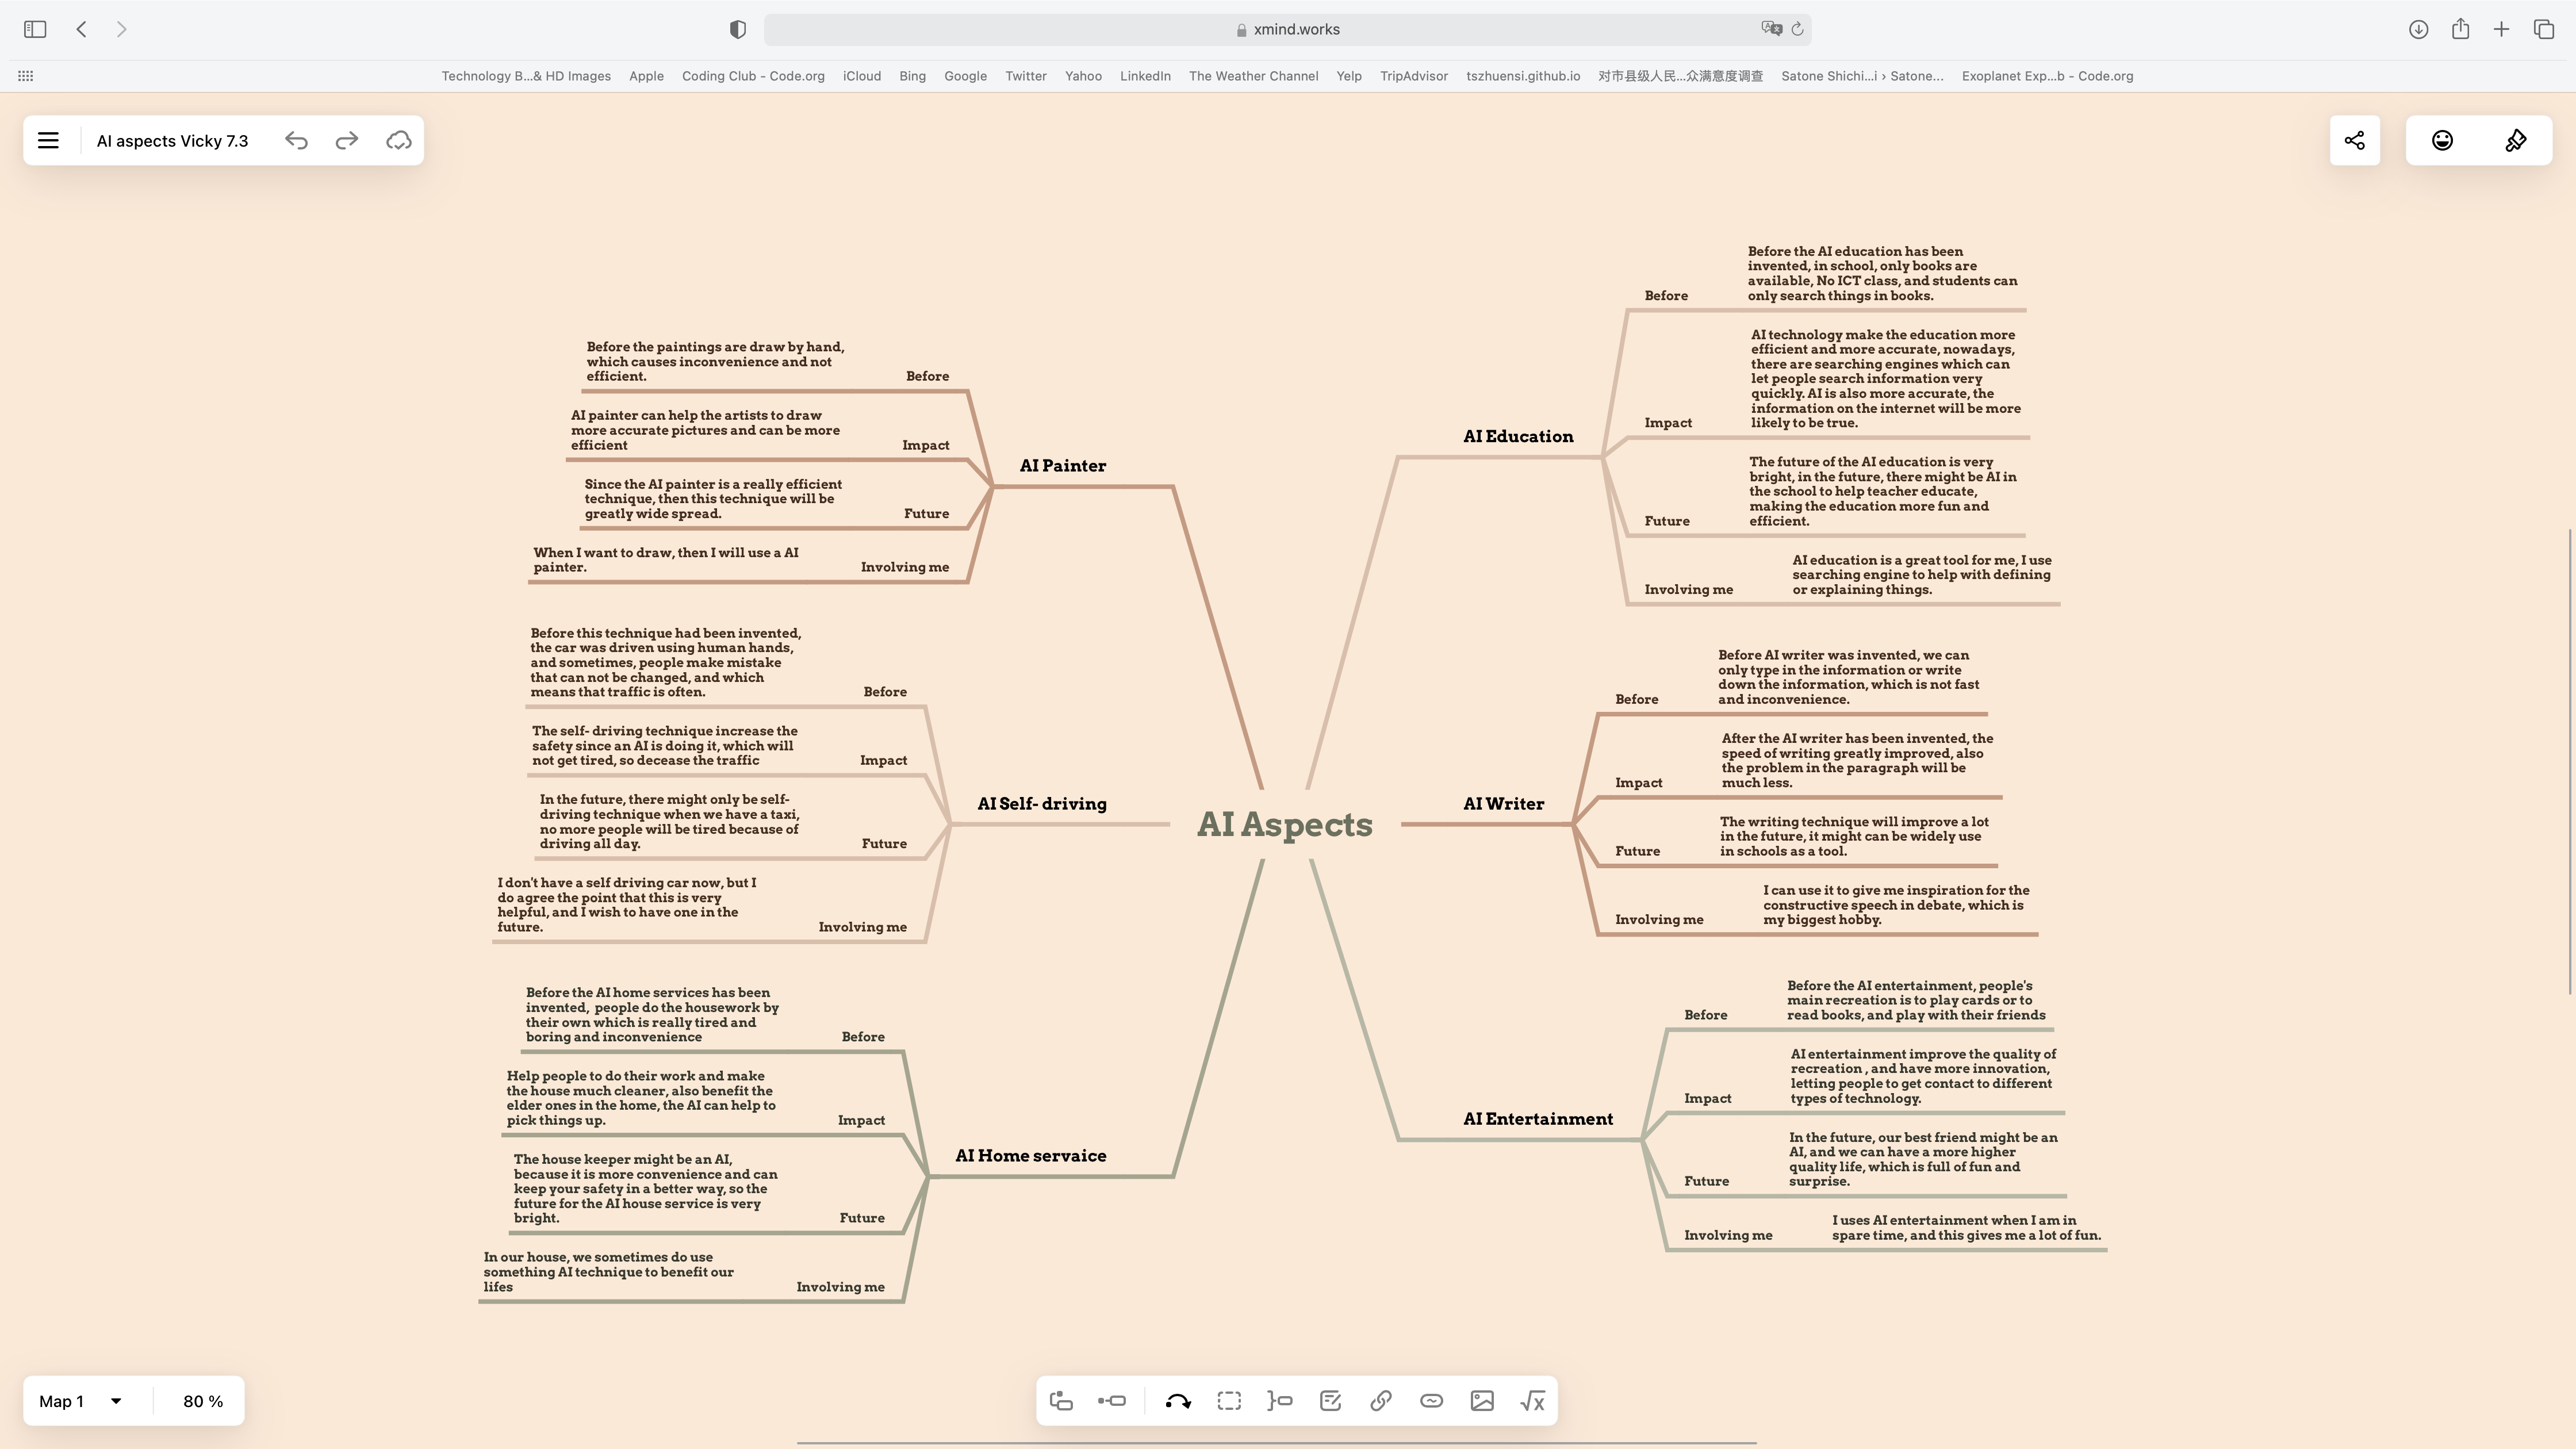 xmind.works
Technology B...& HD Images Apple Coding Club - Code.org iCloud Bing Google Twitter Yahoo LinkedIn The Weather Channel Yelp TripAdvisor tszhuensi.github.io 对市县级人民...众满意度调查 Satone Shichi...i › Satone... Exoplanet Exp...b - Code.org
AI aspects Vicky 7.3
AI Aspects
AI Painter
Before
Before the paintings are draw by hand,
which causes inconvenience and not
efficient.
Impact
AI painter can help the artists to draw
more accurate pictures and can be more
efficient
Future
Since the AI painter is a really efficient
technique, then this technique will be
greatly wide spread.
Involving me
When I want to draw, then I will use a AI
painter.
AI Self- driving
Before
Before this technique had been invented,
the car was driven using human hands,
and sometimes, people make mistake
that can not be changed, and which
means that traffic is often.
Impact
The self- driving technique increase the
safety since an AI is doing it, which will
not get tired, so decease the traffic
Future
In the future, there might only be self-
driving technique when we have a taxi,
no more people will be tired because of
driving all day.
Involving me
I don't have a self driving car now, but I
do agree the point that this is very
helpful, and I wish to have one in the
future.
AI Home servaice
Before
Before the AI home services has been
invented,  people do the housework by
their own which is really tired and
boring and inconvenience
Impact
Help people to do their work and make
the house much cleaner, also benefit the
elder ones in the home, the AI can help to
pick things up.
Future
The house keeper might be an AI,
because it is more convenience and can
keep your safety in a better way, so the
future for the AI house service is very
bright.
Involving me
In our house, we sometimes do use
something AI technique to benefit our
lifes
AI Education
Before
Before the AI education has been
invented, in school, only books are
available, No ICT class, and students can
only search things in books.
Impact
AI technology make the education more
efficient and more accurate, nowadays,
there are searching engines which can
let people search information very
quickly. AI is also more accurate, the
information on the internet will be more
likely to be true.
Future
The future of the AI education is very
bright, in the future, there might be AI in
the school to help teacher educate,
making the education more fun and
efficient.
Involving me
AI education is a great tool for me, I use
searching engine to help with defining
or explaining things.
AI Writer
Before
Before AI writer was invented, we can
only type in the information or write
down the information, which is not fast
and inconvenience.
Impact
After the AI writer has been invented, the
speed of writing greatly improved, also
the problem in the paragraph will be
much less.
Future
The writing technique will improve a lot
in the future, it might can be widely use
in schools as a tool.
Involving me
I can use it to give me inspiration for the
constructive speech in debate, which is
my biggest hobby.
AI Entertainment
Before
Before the AI entertainment, people's
main recreation is to play cards or to
read books, and play with their friends
Impact
AI entertainment improve the quality of
recreation , and have more innovation,
letting people to get contact to different
types of technology.
Future
In the future, our best friend might be an
AI, and we can have a more higher
quality life, which is full of fun and
surprise.
Involving me
I uses AI entertainment when I am in
spare time, and this gives me a lot of fun.
Map 1
80 %